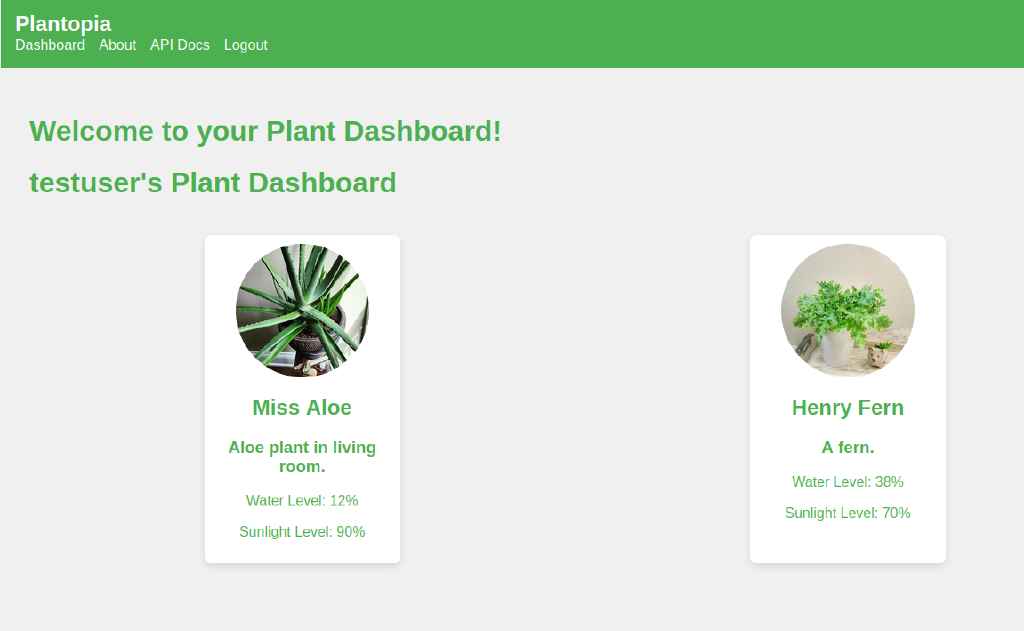 Plantopia
Dashboard About API Docs Logout
Welcome to your Plant Dashboard!
testuser's Plant Dashboard
Miss Aloe
Aloe plant in living
room.
Water Level: 12%
Sunlight Level: 90%
Henry Fern
A fern.
Water Level: 38%
Sunlight Level: 70%